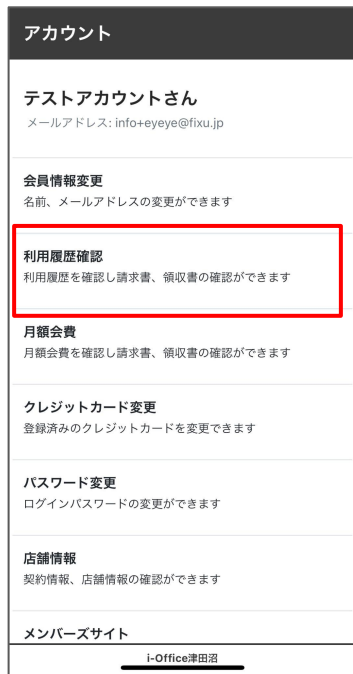 アカウント
テストアカウントさん
メールアドレス: info+eyeye@fixu.jp
会員情報変更
名前、メールアドレスの変更ができます
利用履歴確認
利用履歴を確認し請求書、領収書の確認ができます
月額会費
月額会費を確認し請求書、領収書の確認ができます
クレジットカード変更
登録済みのクレジットカードを変更できます
パスワード変更
ログインパスワードの変更ができます
店舗情報
契約情報、店舗情報の確認ができます
メンバーズサイト
i-Office津田沼